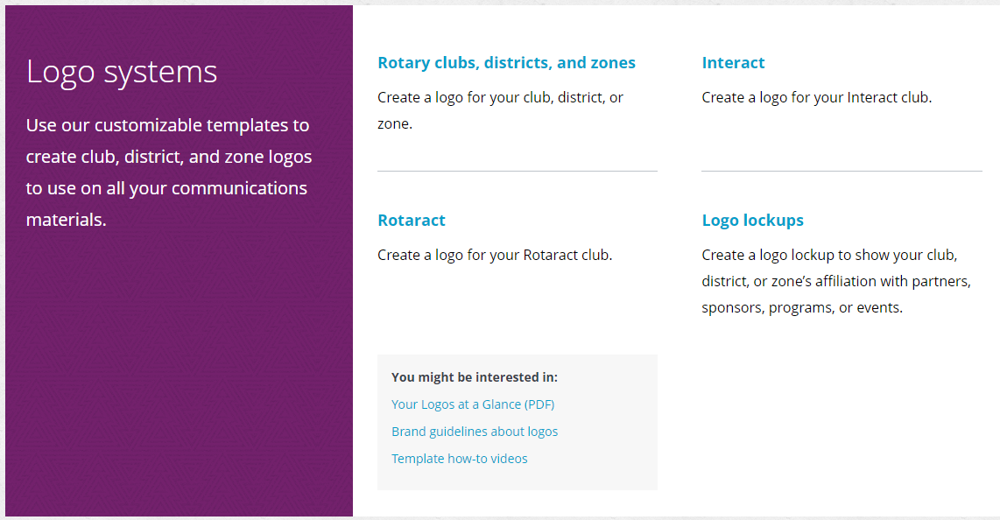 Logo systems
Use our customizable templates to
create club, district, and zone logos
to use on all your communications
materials.
Rotary clubs, districts, and zones
Create a logo for your club, district, or
zone.
Interact
Create a logo for your Interact club.
Rotaract
Create a logo for your Rotaract club.
Logo lockups
Create a logo lockup to show your club,
district, or zone’s affiliation with partners,
sponsors, programs, or events.
You might be interested in:
Your Logos at a Glance (PDF)
Brand guidelines about logos
Template how-to videos